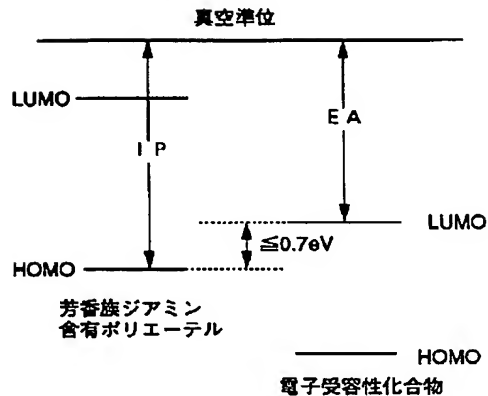 真空準位
LUMO
IP
EA
LUMO
≦0.7eV
HOMO
芳香族ジアミン
含有ポリエーテル
HOMO
電子受容性化合物